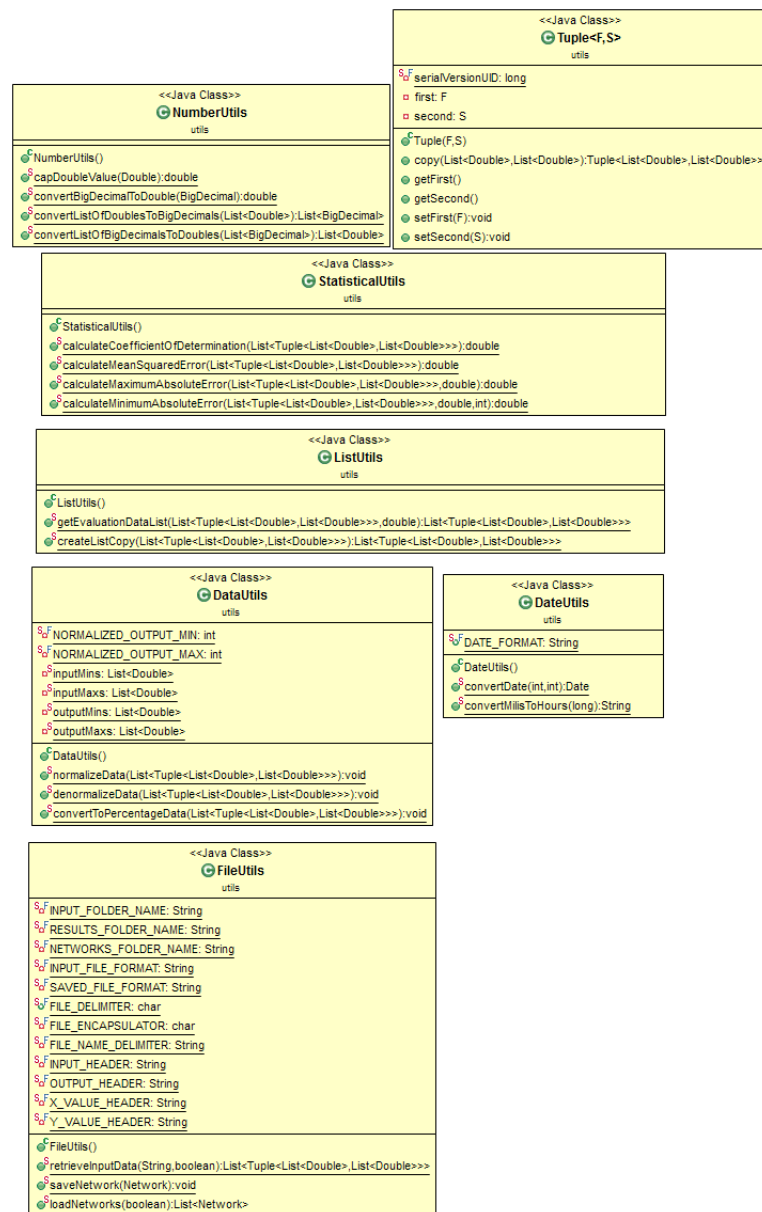 <<Java Class>>
Tuple<F,S>
utils
serialVersionUID: long
first: F
second: S
Tuple(F,S)
copy(List<Double>,List<Double>):Tuple<List<Double>,List<Double>>
getFirst()
getSecond()
setFirst(F):void
setSecond(S):void
<<Java Class>>
NumberUtils
utils
NumberUtils()
capDoubleValue(Double):double
convertBigDecimalToDouble(BigDecimal):double
convertListOfDoublesToBigDecimals(List<Double>):List<BigDecimal>
convertListOfBigDecimalsToDoubles(List<BigDecimal>):List<Double>
<<Java Class>>
StatisticalUtils
utils
StatisticalUtils()
calculateCoefficientOfDetermination(List<Tuple<List<Double>,List<Double>>>):double
calculateMeanSquaredError(List<Tuple<List<Double>,List<Double>>>):double
calculateMaximumAbsoluteError(List<Tuple<List<Double>,List<Double>>>,double):double
calculateMinimumAbsoluteError(List<Tuple<List<Double>,List<Double>>>,double,int):double
<<Java Class>>
ListUtils
utils
ListUtils()
getEvaluationDataList(List<Tuple<List<Double>,List<Double>>>,double):List<Tuple<List<Double>,List<Double>>>
createListCopy(List<Tuple<List<Double>,List<Double>>>):List<Tuple<List<Double>,List<Double>>>
<<Java Class>>
DataUtils
utils
NORMALIZED_OUTPUT_MIN: int
NORMALIZED_OUTPUT_MAX: int
inputMins: List<Double>
inputMaxs: List<Double>
outputMins: List<Double>
outputMaxs: List<Double>
DataUtils()
normalizeData(List<Tuple<List<Double>,List<Double>>>):void
denormalizeData(List<Tuple<List<Double>,List<Double>>>):void
convertToPercentageData(List<Tuple<List<Double>,List<Double>>>):void
<<Java Class>>
DateUtils
utils
DATE_FORMAT: String
DateUtils()
convertDate(int,int):Date
convertMilisToHours(long):String
<<Java Class>>
FileUtils
utils
INPUT_FOLDER_NAME: String
RESULTS_FOLDER_NAME: String
NETWORKS_FOLDER_NAME: String
INPUT_FILE_FORMAT: String
SAVED_FILE_FORMAT: String
FILE_DELIMITER: char
FILE_ENCAPSULATOR: char
FILE_NAME_DELIMITER: String
INPUT_HEADER: String
OUTPUT_HEADER: String
X_VALUE_HEADER: String
Y_VALUE_HEADER: String
FileUtils()
retrieveInputData(String,boolean):List<Tuple<List<Double>,List<Double>>>
saveNetwork(Network):void
loadNetworks(boolean):List<Network>